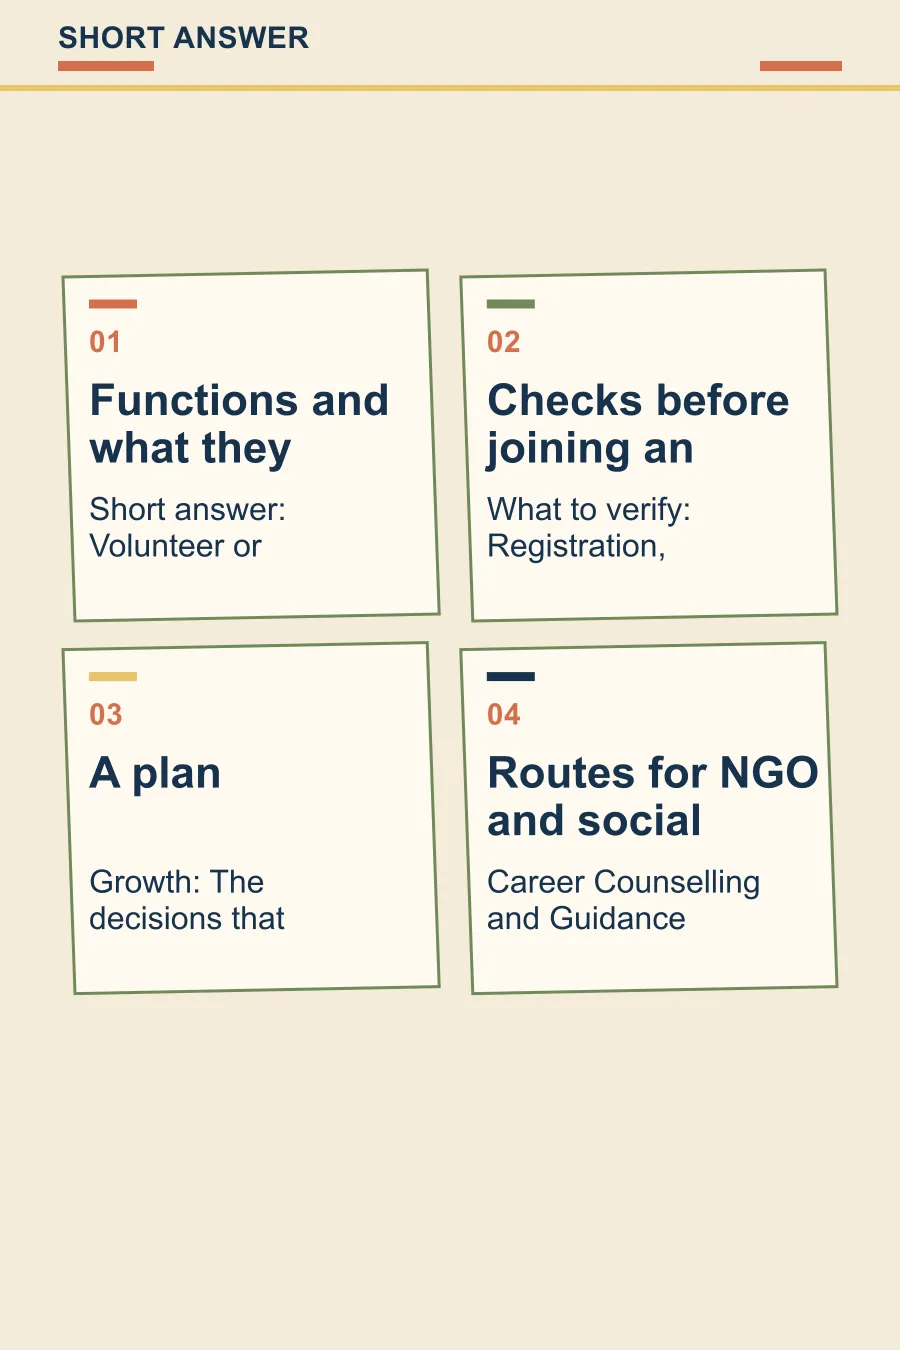 SHORT ANSWER
01
Functions and
what they
Short answer:
Volunteer or
02
Checks before
joining an
What to verify:
Registration,
03
A plan
Growth: The
decisions that
04
Routes for NGO
and social
Career Counselling
and Guidance